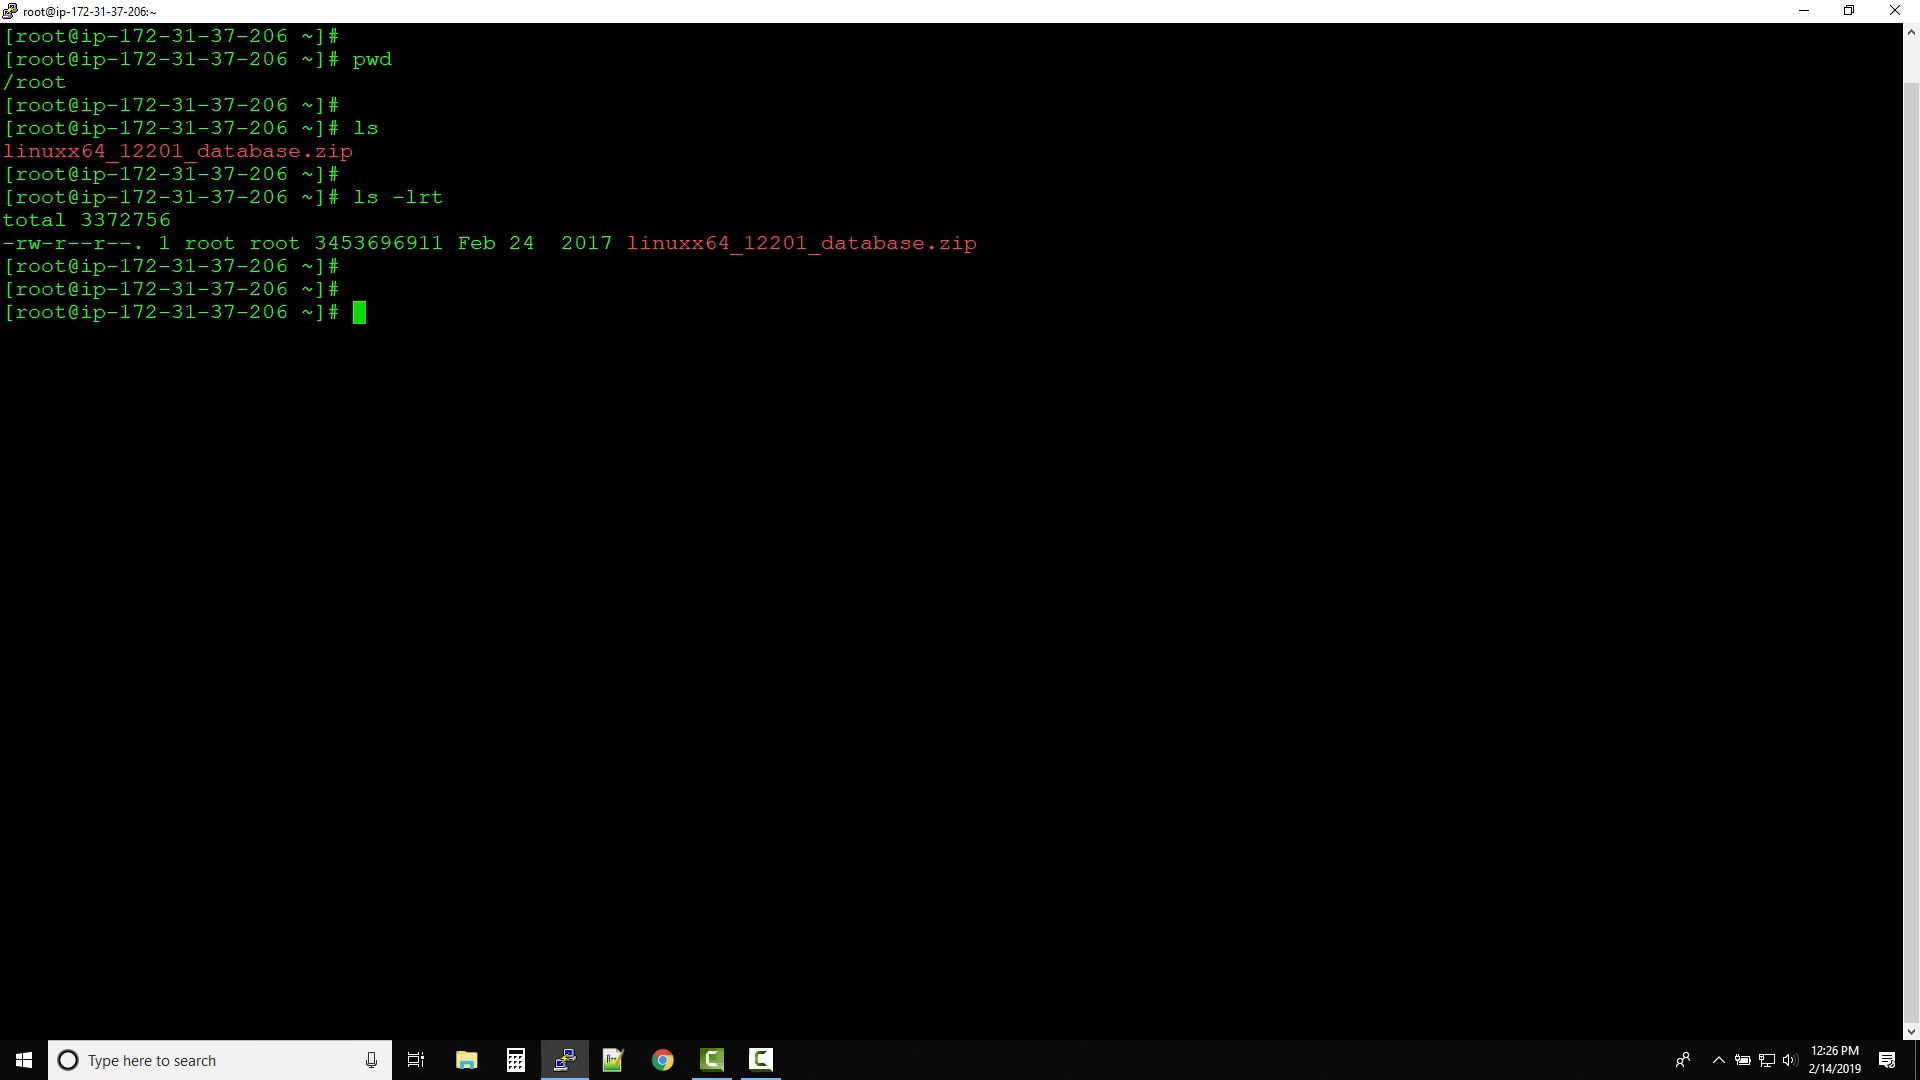 root@ip-172-31-37-206:~
[root@ip-172-31-37-206 ~]#
[root@ip-172-31-37-206 ~]# pwd
/root
[root@ip-172-31-37-206 ~]#
[root@ip-172-31-37-206 ~]# ls
linuxx64_12201_database.zip
[root@ip-172-31-37-206 ~]#
[root@ip-172-31-37-206 ~]# ls -lrt
total 3372756
-rw-r--r--. 1 root root 3453696911 Feb 24  2017 linuxx64_12201_database.zip
[root@ip-172-31-37-206 ~]#
[root@ip-172-31-37-206 ~]#
[root@ip-172-31-37-206 ~]#
Type here to search
12:26 PM
2/14/2019